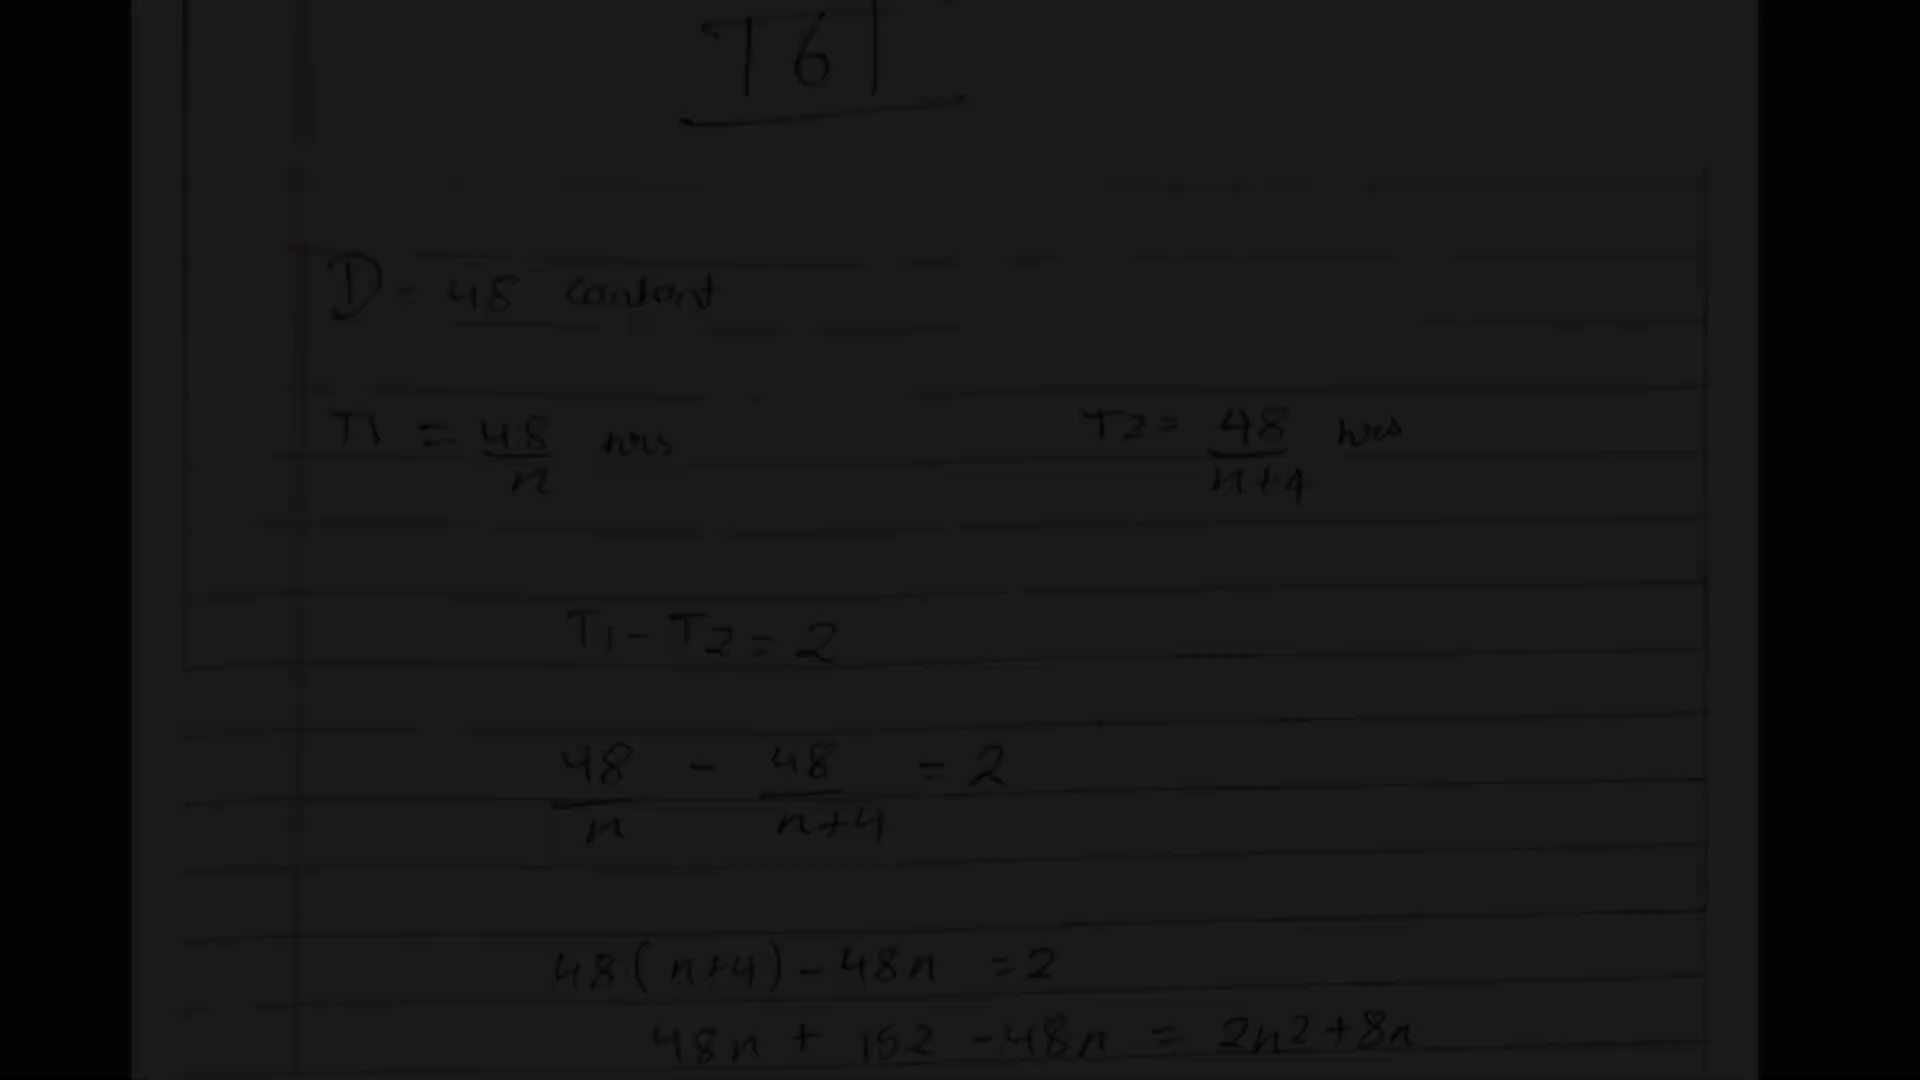 T6
D = 48 contant
T1 = 48/n hrs T2 = 48/n+4 hrs
T1 - T2 = 2
48/n - 48/n+4 = 2
48(n+4) - 48n = 2
48n + 192 - 48n = 2n2 + 8n